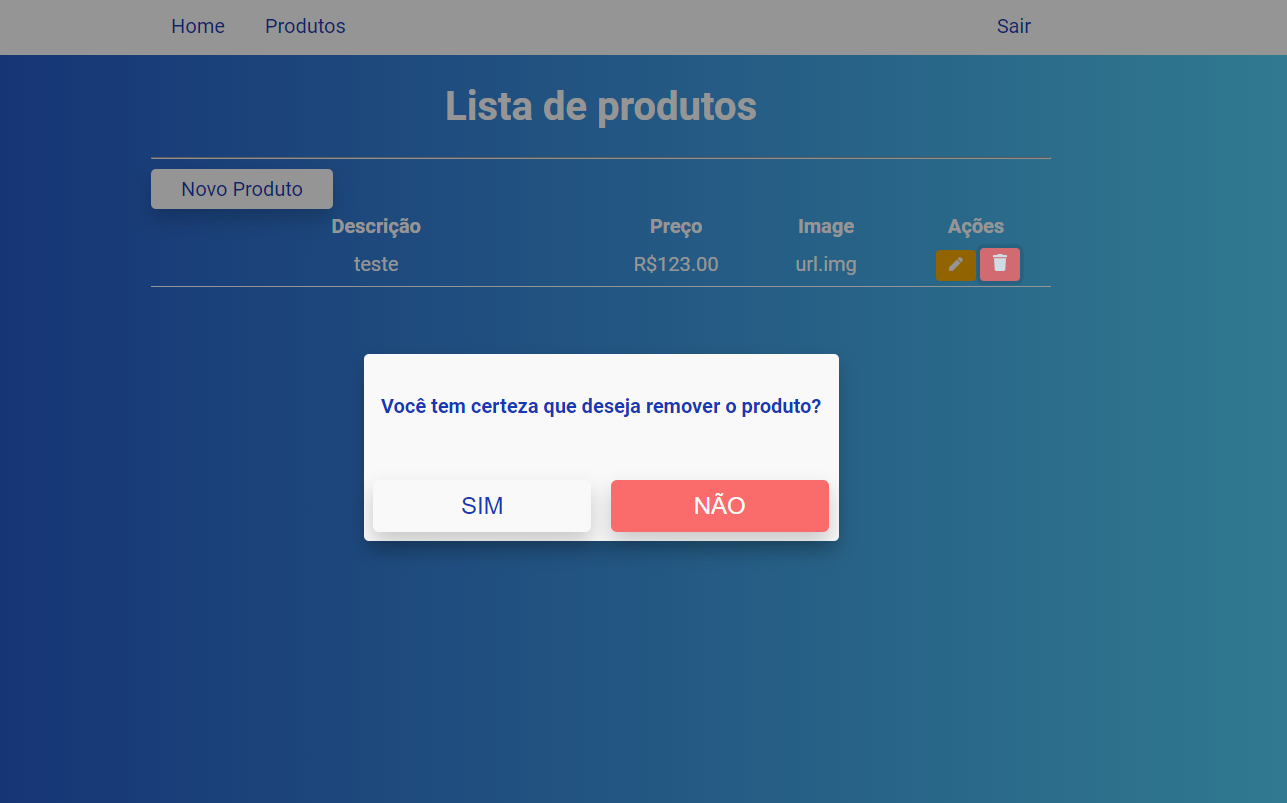 Home Produtos Sair
Lista de produtos
Novo Produto
Descrição Preço Image Ações
teste R$123.00 url.img
Você tem certeza que deseja remover o produto?
SIM NÃO